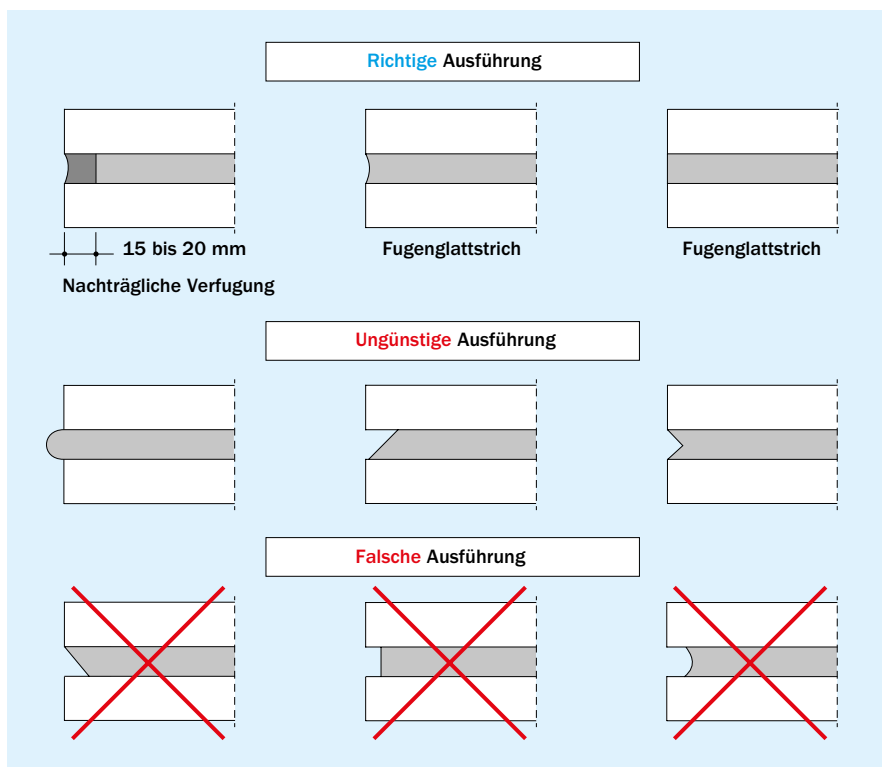 Richtige Ausführung
15 bis 20 mm
Nachträgliche Verfugung
Fugenglattstrich
Fugenglattstrich
Ungünstige Ausführung
Falsche Ausführung